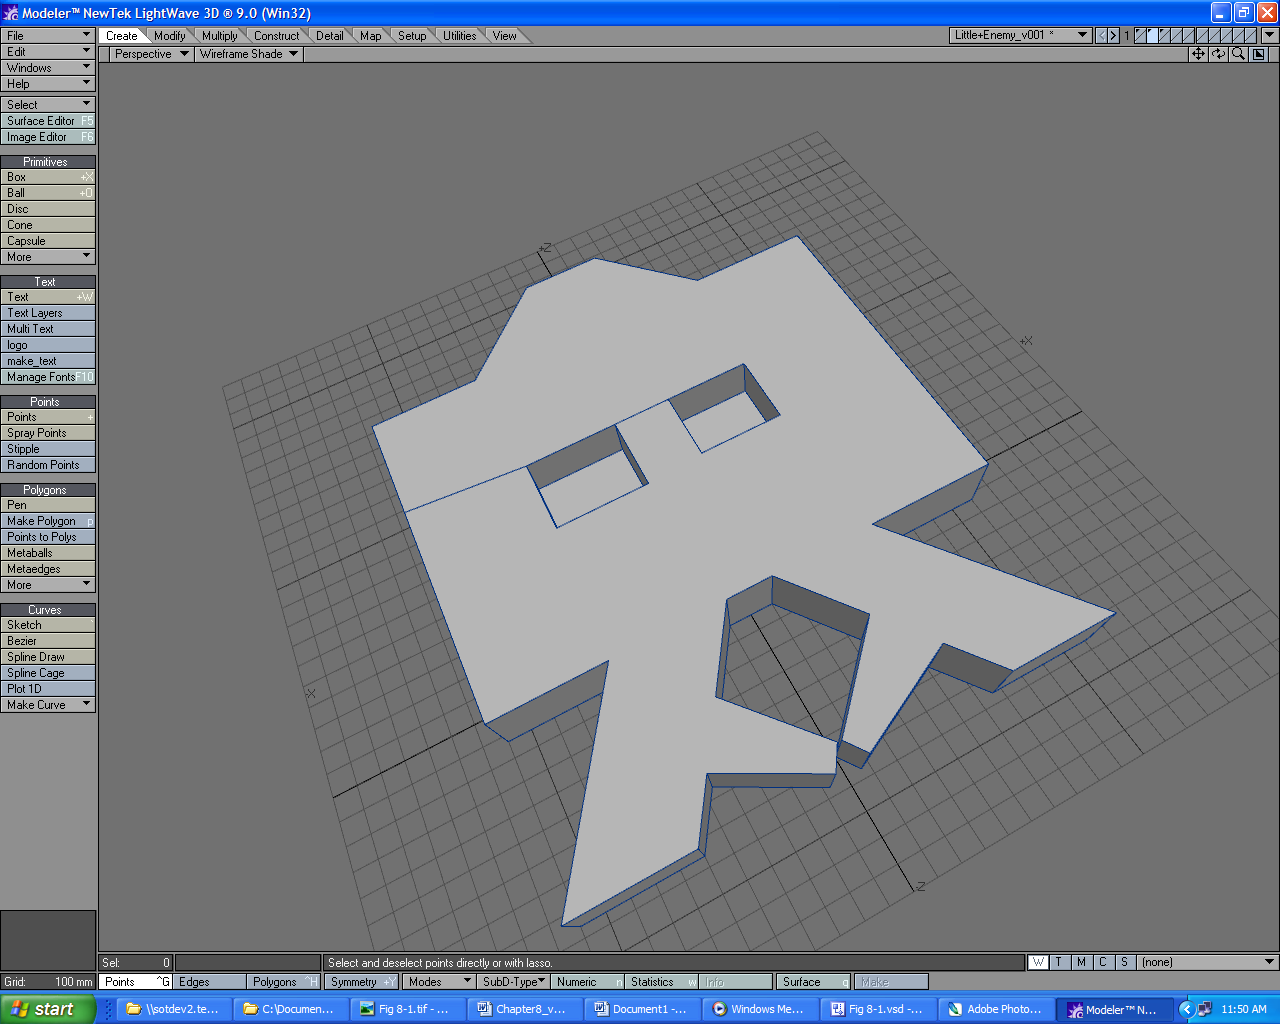 Modeler™ NewTek LightWave 3D ® 9.0 (Win32)
File Create Modify Multiply Construct Detail Map Setup Utilities View Little+Enemy_v001 * 1
Edit Perspective Wireframe Shade
Windows
Help
Select
Surface Editor F5
Image Editor F6
Primitives
Box +X
Ball +O
Disc
Cone
Capsule
More
Text
Text +W
Text Layers
Multi Text
logo
make_text
Manage Fonts F10
Points
Points +
Spray Points
Stipple
Random Points
Polygons
Pen
Make Polygon p
Points to Polys
Metaballs
Metaedges
More
Curves
Sketch `
Bezier
Spline Draw
Spline Cage
Plot 1D
Make Curve
+Z
+X
-X
-Z
Sel: 0 Select and deselect points directly or with lasso. W T M C S (none)
Grid: 100 mm Points ^G Edges Polygons ^H Symmetry +Y Modes SubD-Type Numeric n Statistics w Info Surface q Make
start \\sotdev2.te... C:\Documen... Fig 8-1.tif - ... Chapter8_v... Document1 -... Windows Me... Fig 8-1.vsd -... Adobe Photo... Modeler™ N... 11:50 AM